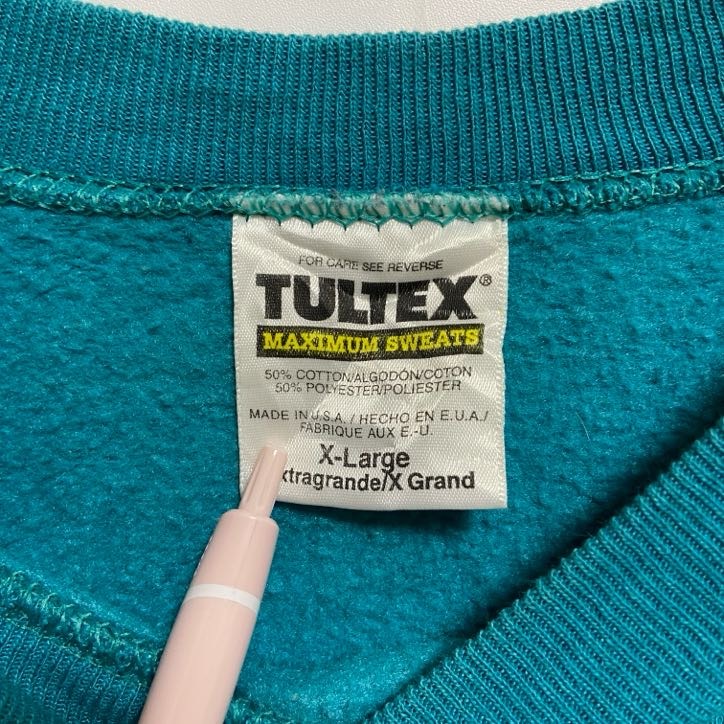 FOR CARE SEE REVERSE
TULTEX®
MAXIMUM SWEATS
50% COTTON/ALGODÓN/COTON
50% POLYESTER/POLIESTER
MADE IN U.S.A. / HECHO EN E.U.A./
FABRIQUE AUX E.-U.
X-Large
xtragrande/X Grand